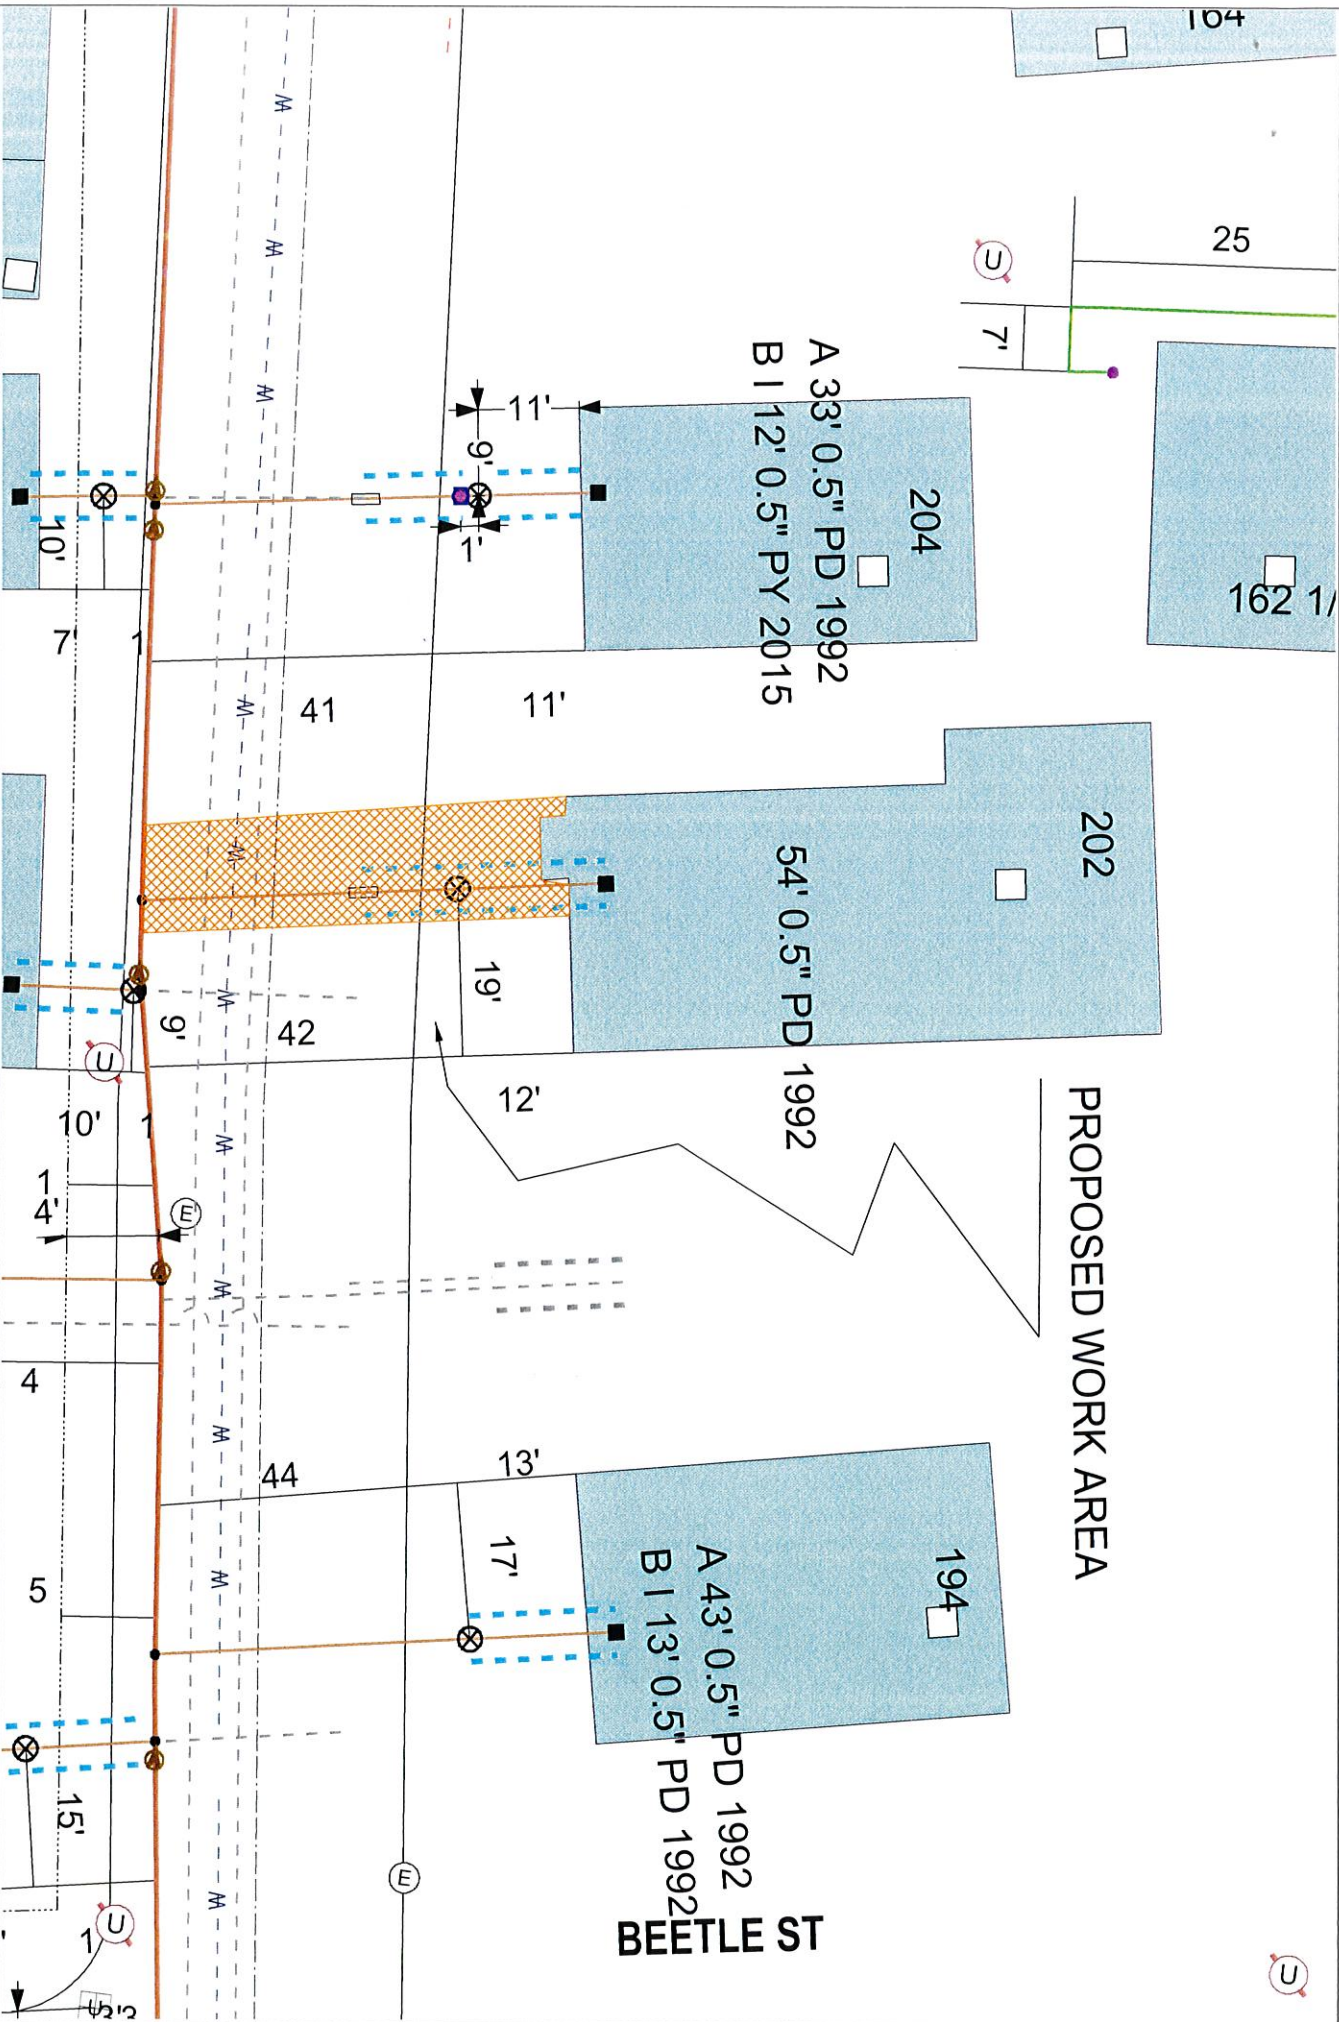 164
25
U
7'
A 33' 0.5" PD 1992
B I 12' 0.5" PY 2015
11'
9'
204
1'
10'
162 1/
7'
1
41
11'
W
W
W
W
202
54' 0.5" PD 1992
W
19'
W
9'
42
U
12'
10'
1
W
PROPOSED WORK AREA
1
4'
E
W
4
W
44
13'
17'
194
A 43' 0.5" PD 1992
B I 13' 0.5" PD 1992
5
W
15'
E
W
U
1
BEETLE ST
U